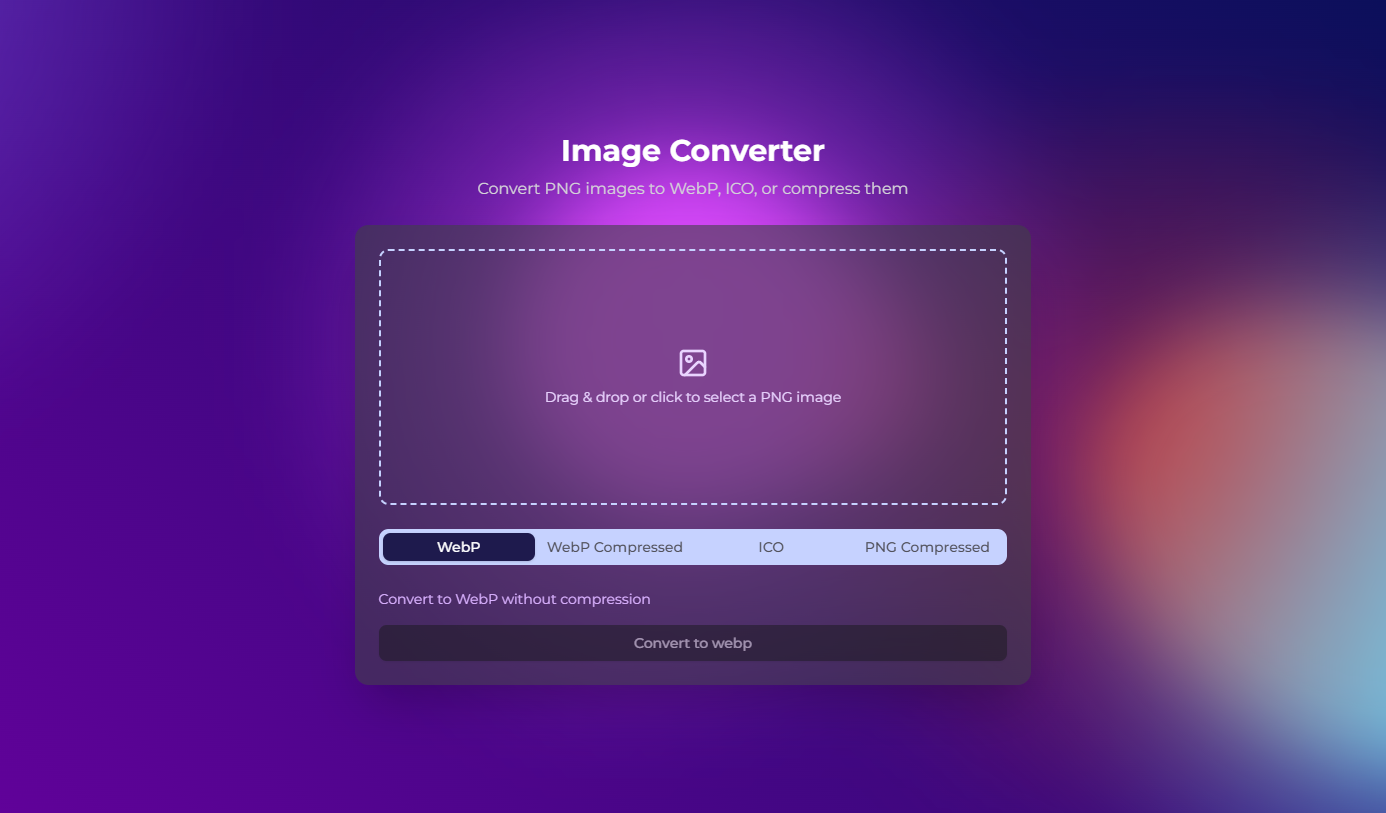 Image Converter
Convert PNG images to WebP, ICO, or compress them
Drag & drop or click to select a PNG image
WebP WebP Compressed ICO PNG Compressed
Convert to WebP without compression
Convert to webp